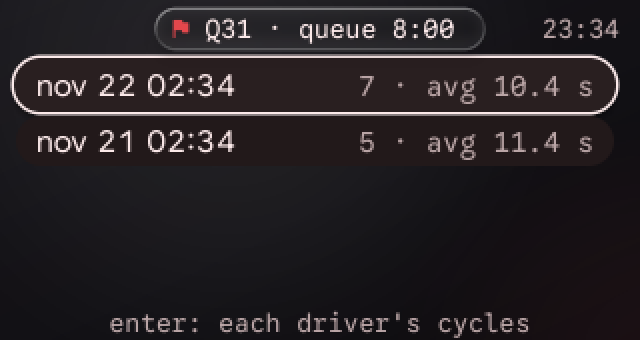 Q31 · queue 8:00 23:34
nov 22 02:34 7 · avg 10.4 s
nov 21 02:34 5 · avg 11.4 s
enter: each driver's cycles